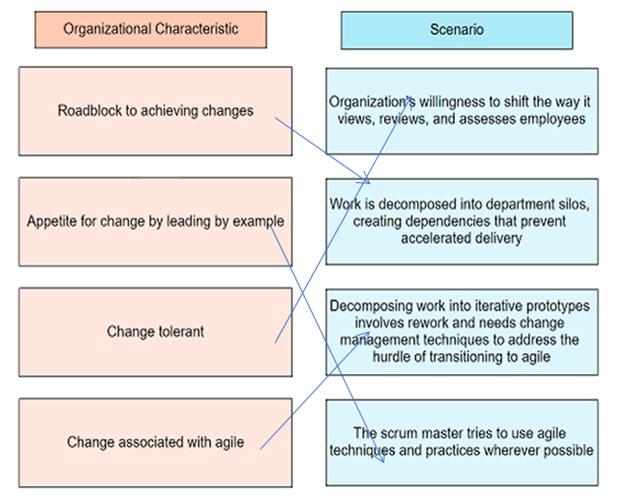 Organizational Characteristic
Scenario
Roadblock to achieving changes
Organization's willingness to shift the way it
views, reviews, and assesses employees
Appetite for change by leading by example
Work is decomposed into department silos,
creating dependencies that prevent
accelerated delivery
Change tolerant
Decomposing work into iterative prototypes
involves rework and needs change
management techniques to address the
hurdle of transitioning to agile
Change associated with agile
The scrum master tries to use agile
techniques and practices wherever possible